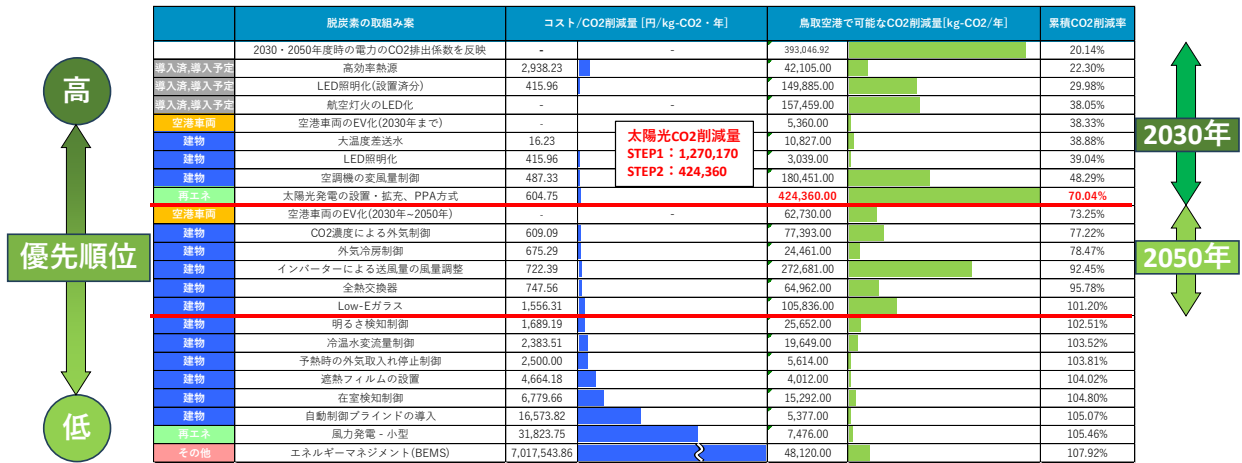 脱炭素の取組み案 コスト/CO2削減量 [円/kg-CO2・年] 鳥取空港で可能なCO2削減量[kg-CO2/年] 累積CO2削減率
2030・2050年度時の電力のCO2排出係数を反映 - - 393,046.92 20.14%
導入済,導入予定 高効率熱源 2,938.23 42,105.00 22.30%
導入済,導入予定 LED照明化(設置済分) 415.96 149,885.00 29.98%
導入済,導入予定 航空灯火のLED化 - - 157,459.00 38.05%
空港車両 空港車両のEV化(2030年まで) - 5,360.00 38.33%
建物 大温度差送水 16.23 10,827.00 38.88%
建物 LED照明化 415.96 3,039.00 39.04%
建物 空調機の変風量制御 487.33 180,451.00 48.29%
再エネ 太陽光発電の設置・拡充、PPA方式 604.75 424,360.00 70.04%
空港車両 空港車両のEV化(2030年~2050年) - - 62,730.00 73.25%
建物 CO2濃度による外気制御 609.09 77,393.00 77.22%
建物 外気冷房制御 675.29 24,461.00 78.47%
建物 インバーターによる送風量の風量調整 722.39 272,681.00 92.45%
建物 全熱交換器 747.56 64,962.00 95.78%
建物 Low-Eガラス 1,556.31 105,836.00 101.20%
建物 明るさ検知制御 1,689.19 25,652.00 102.51%
建物 冷温水変流量制御 2,383.51 19,649.00 103.52%
建物 予熱時の外気取入れ停止制御 2,500.00 5,614.00 103.81%
建物 遮熱フィルムの設置 4,664.18 4,012.00 104.02%
建物 在室検知制御 6,779.66 15,292.00 104.80%
建物 自動制御ブラインドの導入 16,573.82 5,377.00 105.07%
再エネ 風力発電 - 小型 31,823.75 7,476.00 105.46%
その他 エネルギーマネジメント(BEMS) 7,017,543.86 48,120.00 107.92%
太陽光CO2削減量
STEP1：1,270,170
STEP2：424,360
高
優先順位
低
2030年
2050年